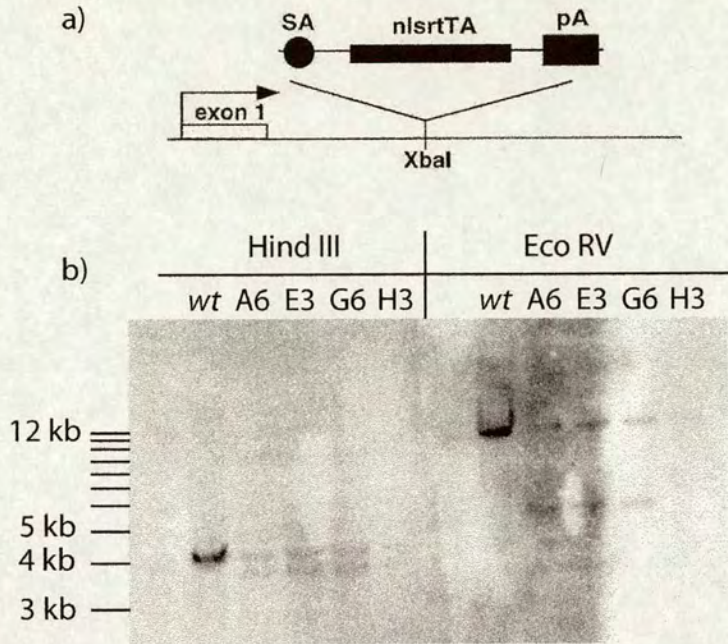 a)
SA nlsrtTA pA
exon 1
XbaI
b)
Hind III Eco RV
wt A6 E3 G6 H3 wt A6 E3 G6 H3
12 kb
5 kb
4 kb
3 kb